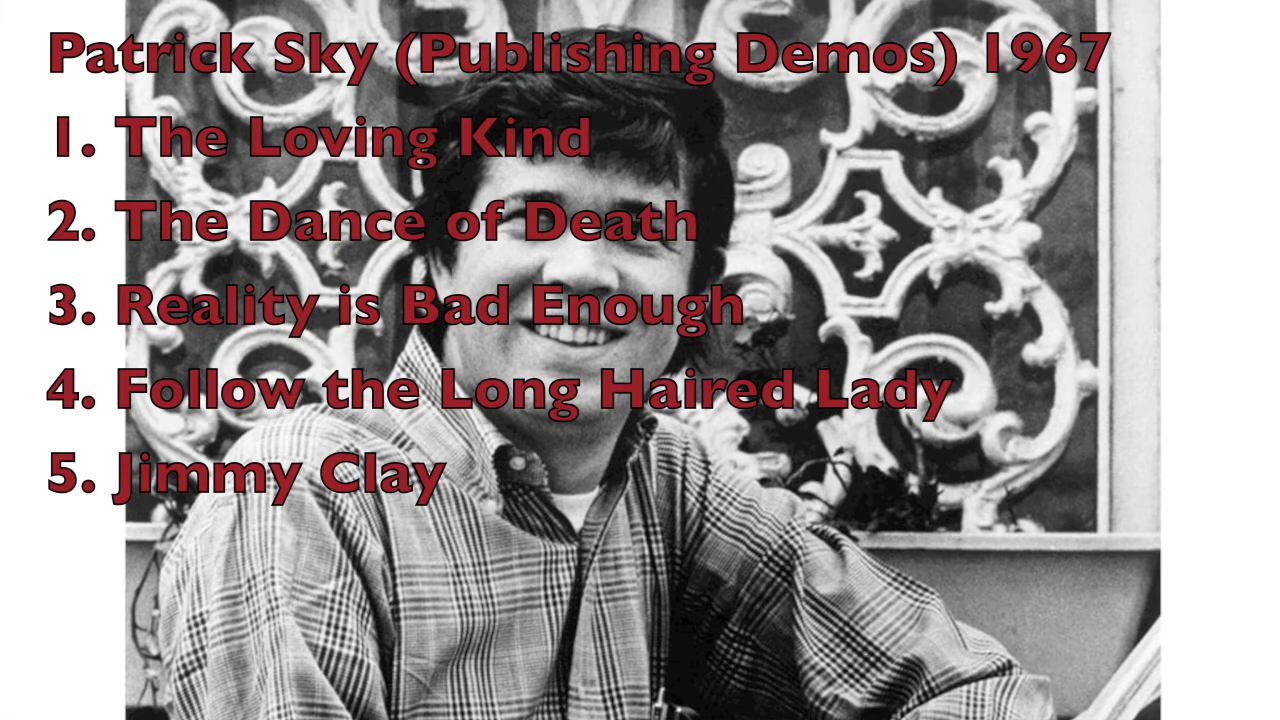 Patrick Sky (Publishing Demos) 1967
1. The Loving Kind
2. The Dance of Death
3. Reality is Bad Enough
4. Follow the Long Haired Lady
5. Jimmy Clay